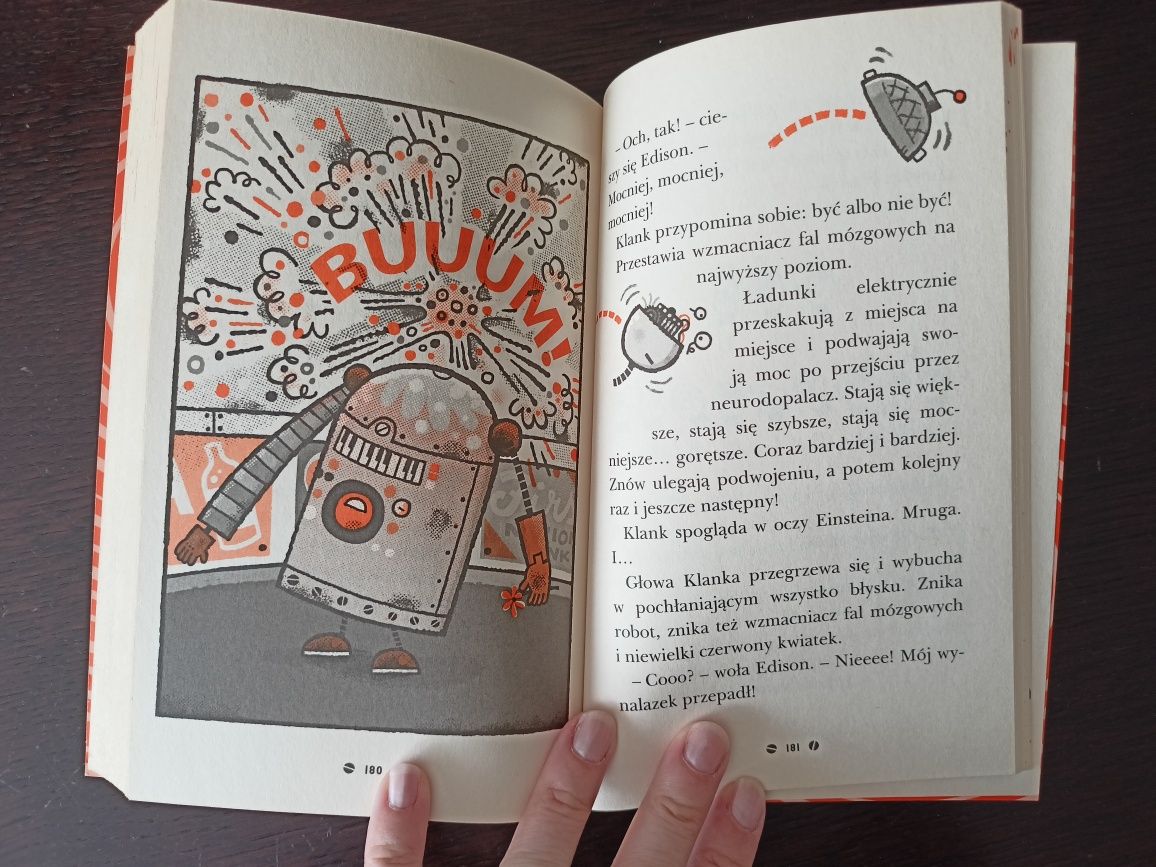 BUUUM!
180
– Och, tak! – cie-
szy się Edison. –
Mocniej, mocniej,
mocniej!
Klank przypomina sobie: być albo nie być!
Przestawia wzmacniacz fal mózgowych na
najwyższy poziom.
Ładunki elektrycznie
przeskakują z miejsca na
miejsce i podwajają swo-
ją moc po przejściu przez
neurodopalacz. Stają się więk-
sze, stają się szybsze, stają się moc-
niejsze… gorętsze. Coraz bardziej i bardziej.
Znów ulegają podwojeniu, a potem kolejny
raz i jeszcze następny!
Klank spogląda w oczy Einsteina. Mruga.
I…
Głowa Klanka przegrzewa się i wybucha
w pochłaniającym wszystko błysku. Znika
robot, znika też wzmacniacz fal mózgowych
i niewielki czerwony kwiatek.
– Cooo? – woła Edison. – Nieeee! Mój wy-
nalazek przepadł!
181